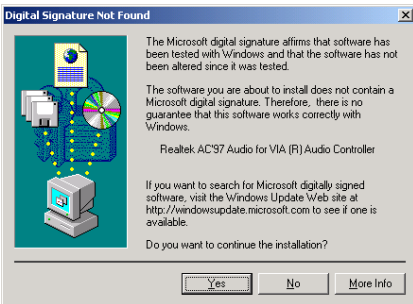 Digital Signature Not Found
The Microsoft digital signature affirms that software has
been tested with Windows and that the software has not
been altered since it was tested.
The software you are about to install does not contain a
Microsoft digital signature. Therefore, there is no
guarantee that this software works correctly with
Windows.
Realtek AC'97 Audio for VIA (R) Audio Controller
If you want to search for Microsoft digitally signed
software, visit the Windows Update Web site at
http://windowsupdate.microsoft.com to see if one is
available.
Do you want to continue the installation?
Yes No More Info